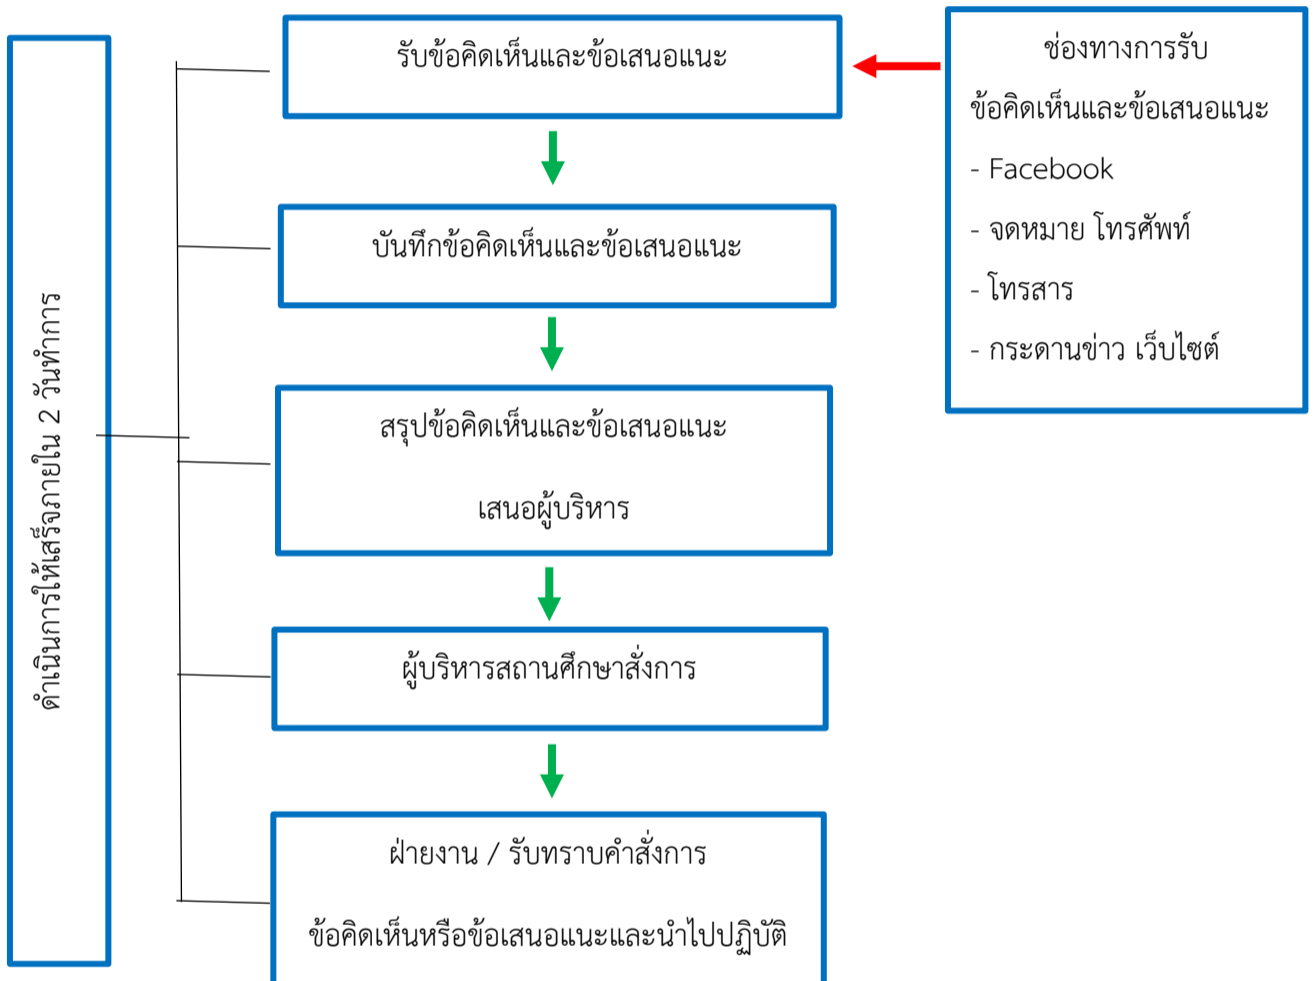 รับข้อคิดเห็นและข้อเสนอแนะ
ช่องทางการรับ
ข้อคิดเห็นและข้อเสนอแนะ
- Facebook
- จดหมาย โทรศัพท์
- โทรสาร
- กระดานข่าว เว็บไซต์
บันทึกข้อคิดเห็นและข้อเสนอแนะ
สรุปข้อคิดเห็นและข้อเสนอแนะ
เสนอผู้บริหาร
ผู้บริหารสถานศึกษาสั่งการ
ฝ่ายงาน / รับทราบคำสั่งการ
ข้อคิดเห็นหรือข้อเสนอแนะและนำไปปฏิบัติ
ดำเนินการให้เสร็จภายใน 2 วันทำการ